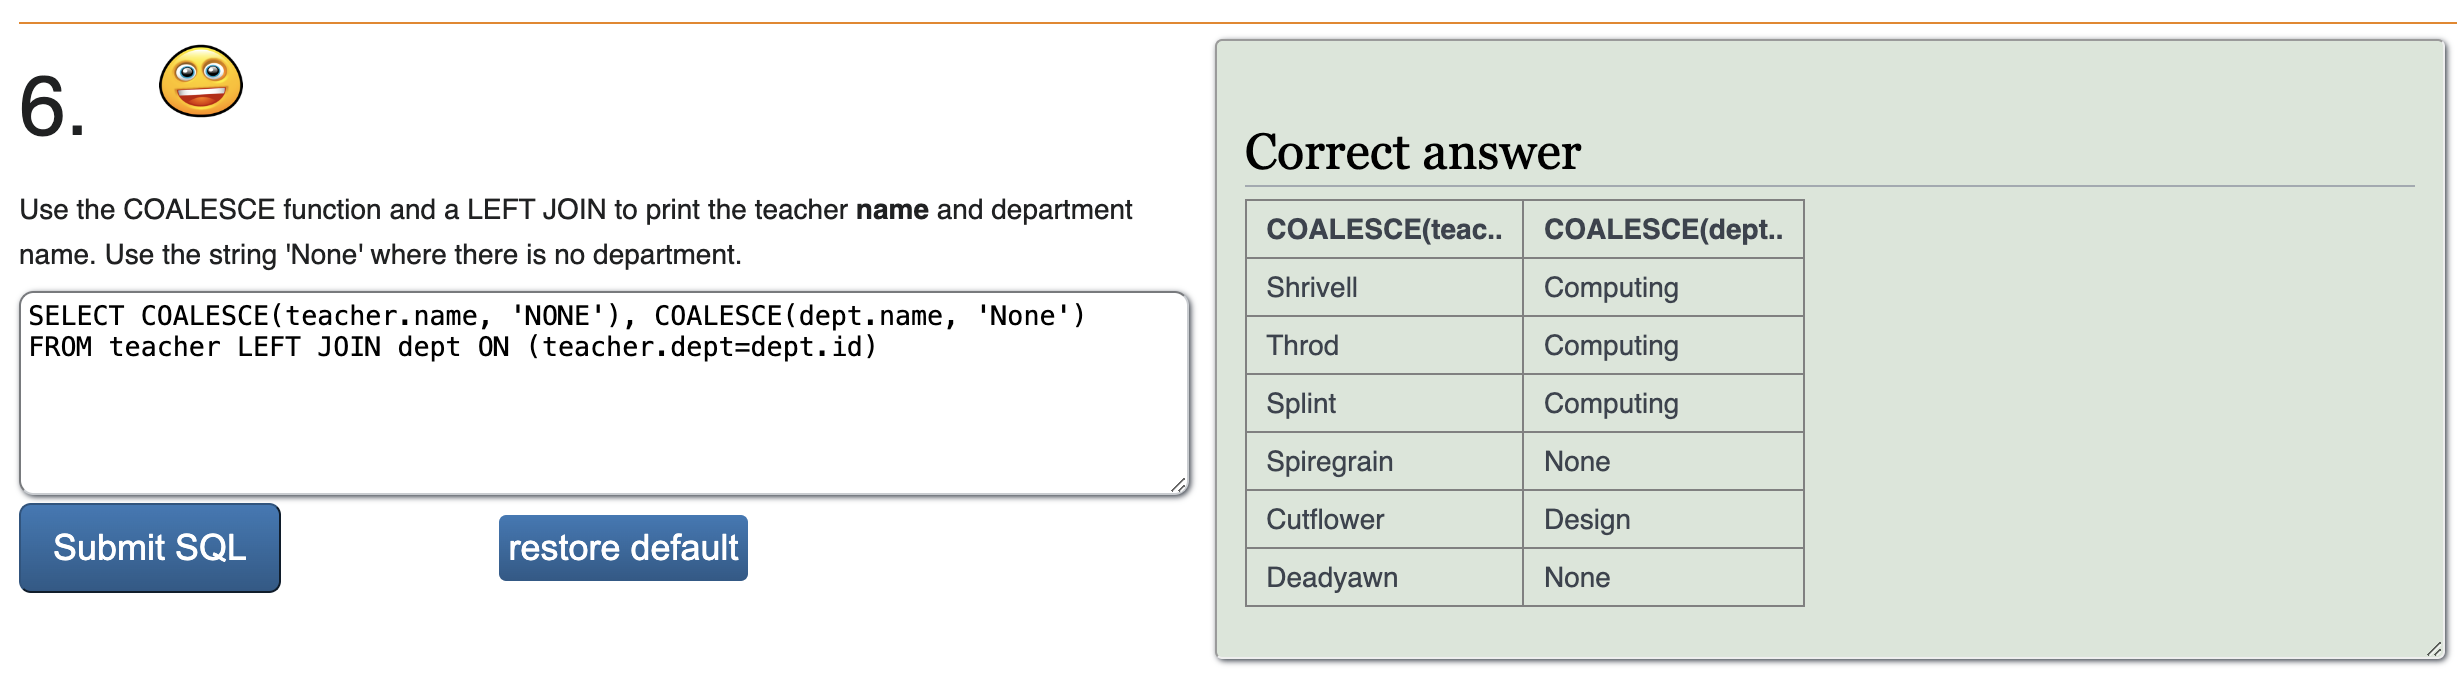 6.
Use the COALESCE function and a LEFT JOIN to print the teacher name and department
name. Use the string 'None' where there is no department.
SELECT COALESCE(teacher.name, 'NONE'), COALESCE(dept.name, 'None')
FROM teacher LEFT JOIN dept ON (teacher.dept=dept.id)
Submit SQL restore default
Correct answer
COALESCE(teac.. COALESCE(dept..
Shrivell Computing
Throd Computing
Splint Computing
Spiregrain None
Cutflower Design
Deadyawn None